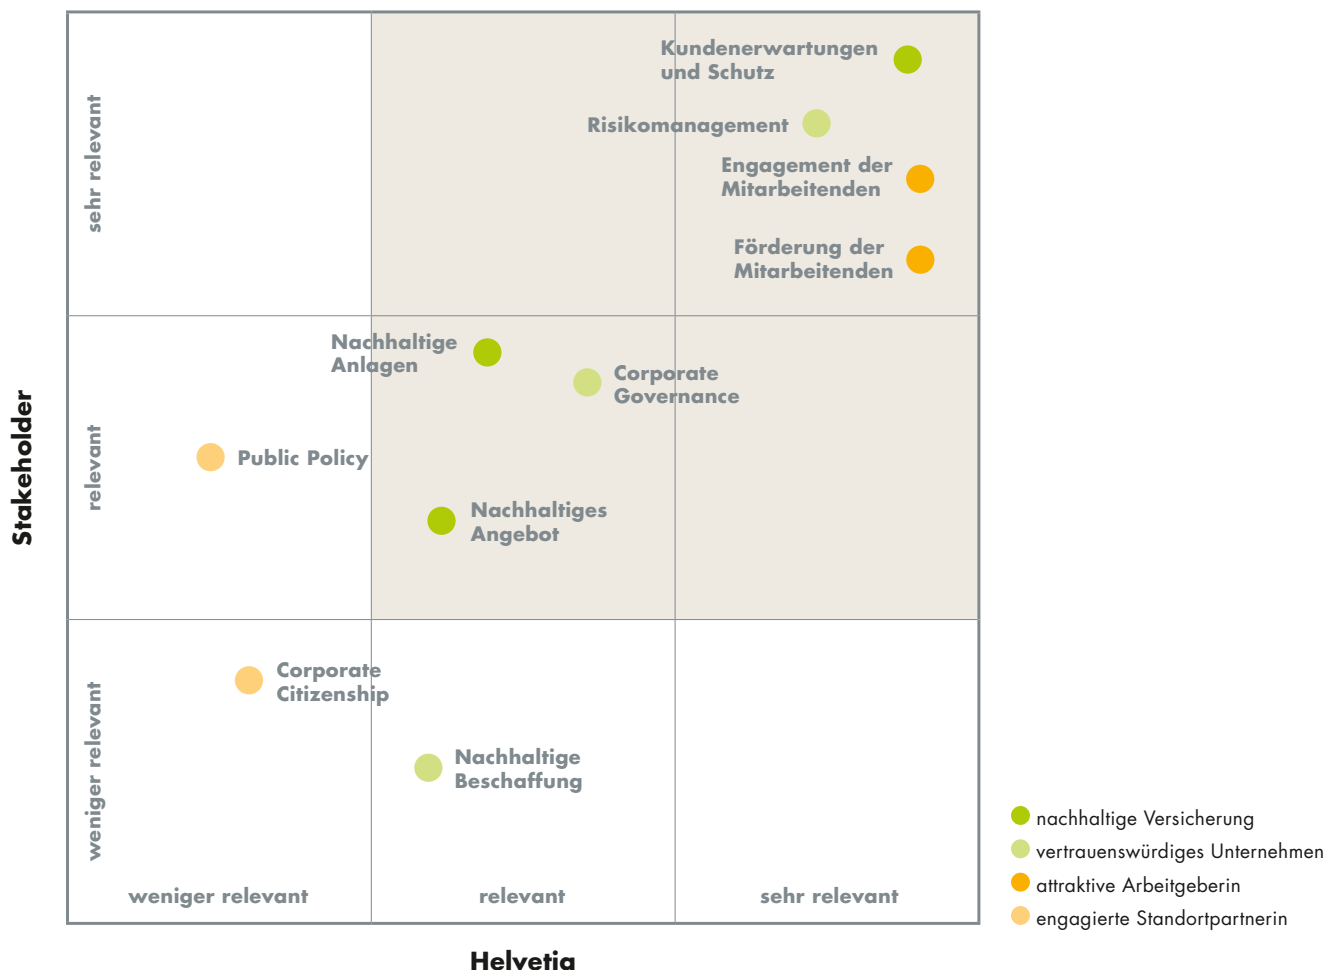 Kundenerwartungen
und Schutz
Risikomanagement
Engagement der
Mitarbeitenden
Förderung der
Mitarbeitenden
sehr relevant
Nachhaltige
Anlagen
Corporate
Governance
Public Policy
Nachhaltiges
Angebot
relevant
Stakeholder
Corporate
Citizenship
Nachhaltige
Beschaffung
weniger relevant
weniger relevant
relevant
sehr relevant
Helvetia
nachhaltige Versicherung
vertrauenswürdiges Unternehmen
attraktive Arbeitgeberin
engagierte Standortpartnerin